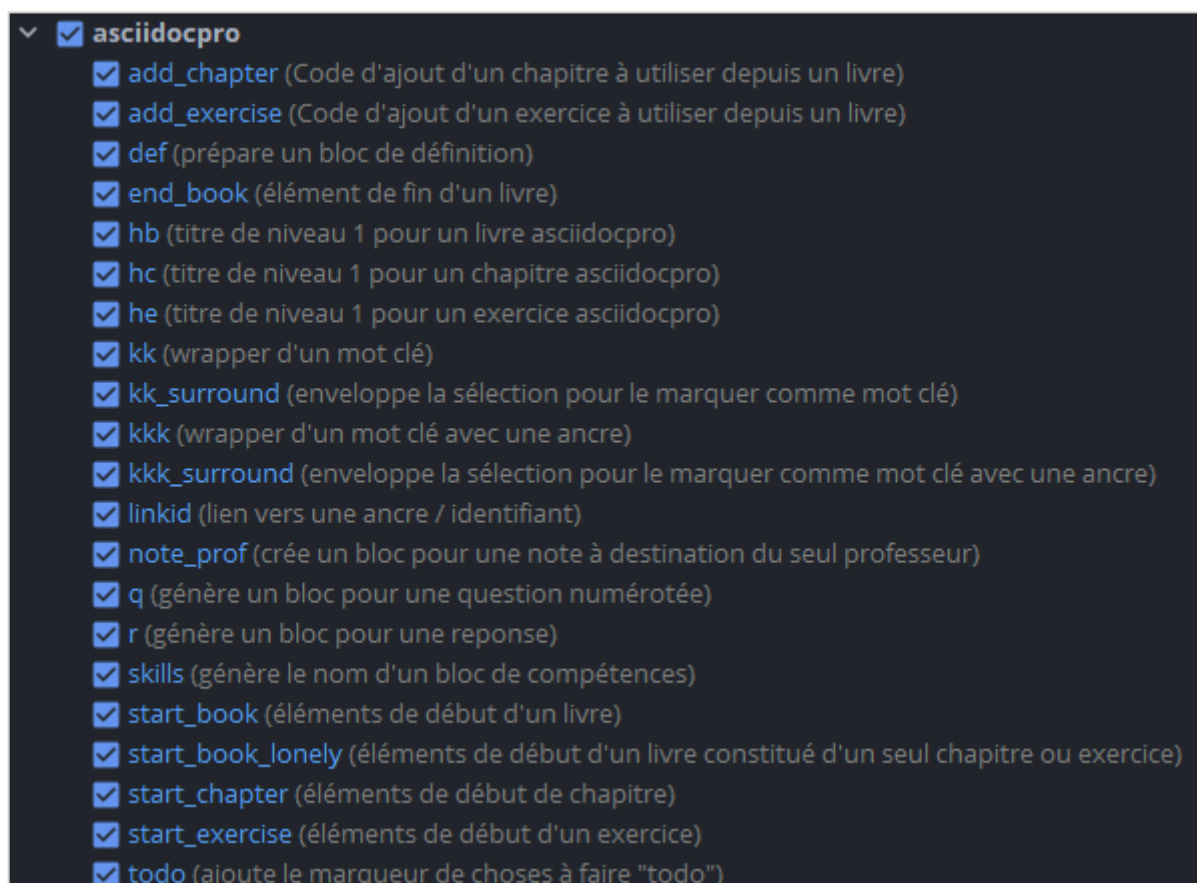 asciidocpro
add_chapter (Code d'ajout d'un chapitre à utiliser depuis un livre)
add_exercise (Code d'ajout d'un exercice à utiliser depuis un livre)
def (prépare un bloc de définition)
end_book (élément de fin d'un livre)
hb (titre de niveau 1 pour un livre asciidocpro)
hc (titre de niveau 1 pour un chapitre asciidocpro)
he (titre de niveau 1 pour un exercice asciidocpro)
kk (wrapper d'un mot clé)
kk_surround (enveloppe la sélection pour le marquer comme mot clé)
kkk (wrapper d'un mot clé avec une ancre)
kkk_surround (enveloppe la sélection pour le marquer comme mot clé avec une ancre)
linkid (lien vers une ancre / identifiant)
note_prof (crée un bloc pour une note à destination du seul professeur)
q (génère un bloc pour une question numérotée)
r (génère un bloc pour une reponse)
skills (génère le nom d'un bloc de compétences)
start_book (éléments de début d'un livre)
start_book_lonely (éléments de début d'un livre constitué d'un seul chapitre ou exercice)
start_chapter (éléments de début de chapitre)
start_exercise (éléments de début d'un exercice)
todo (ajoute le marqueur de choses à faire "todo")